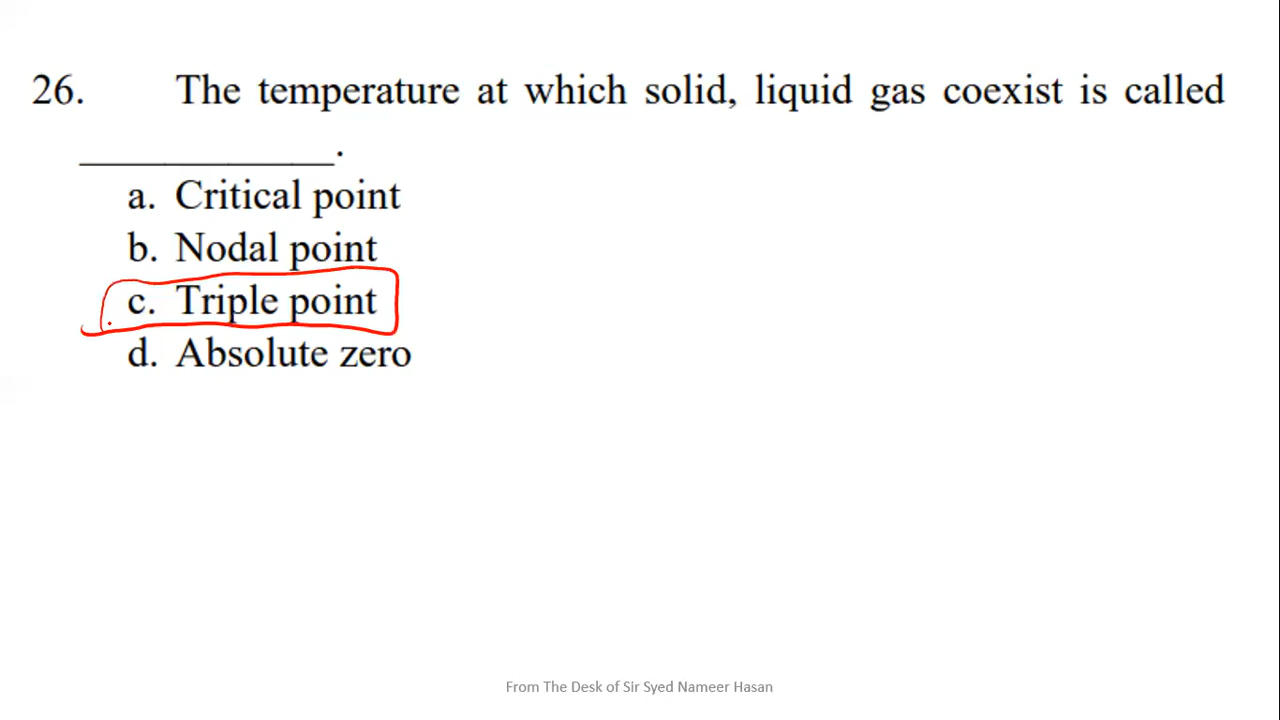 26. The temperature at which solid, liquid gas coexist is called
____________.
a. Critical point
b. Nodal point
c. Triple point
d. Absolute zero
From The Desk of Sir Syed Nameer Hasan